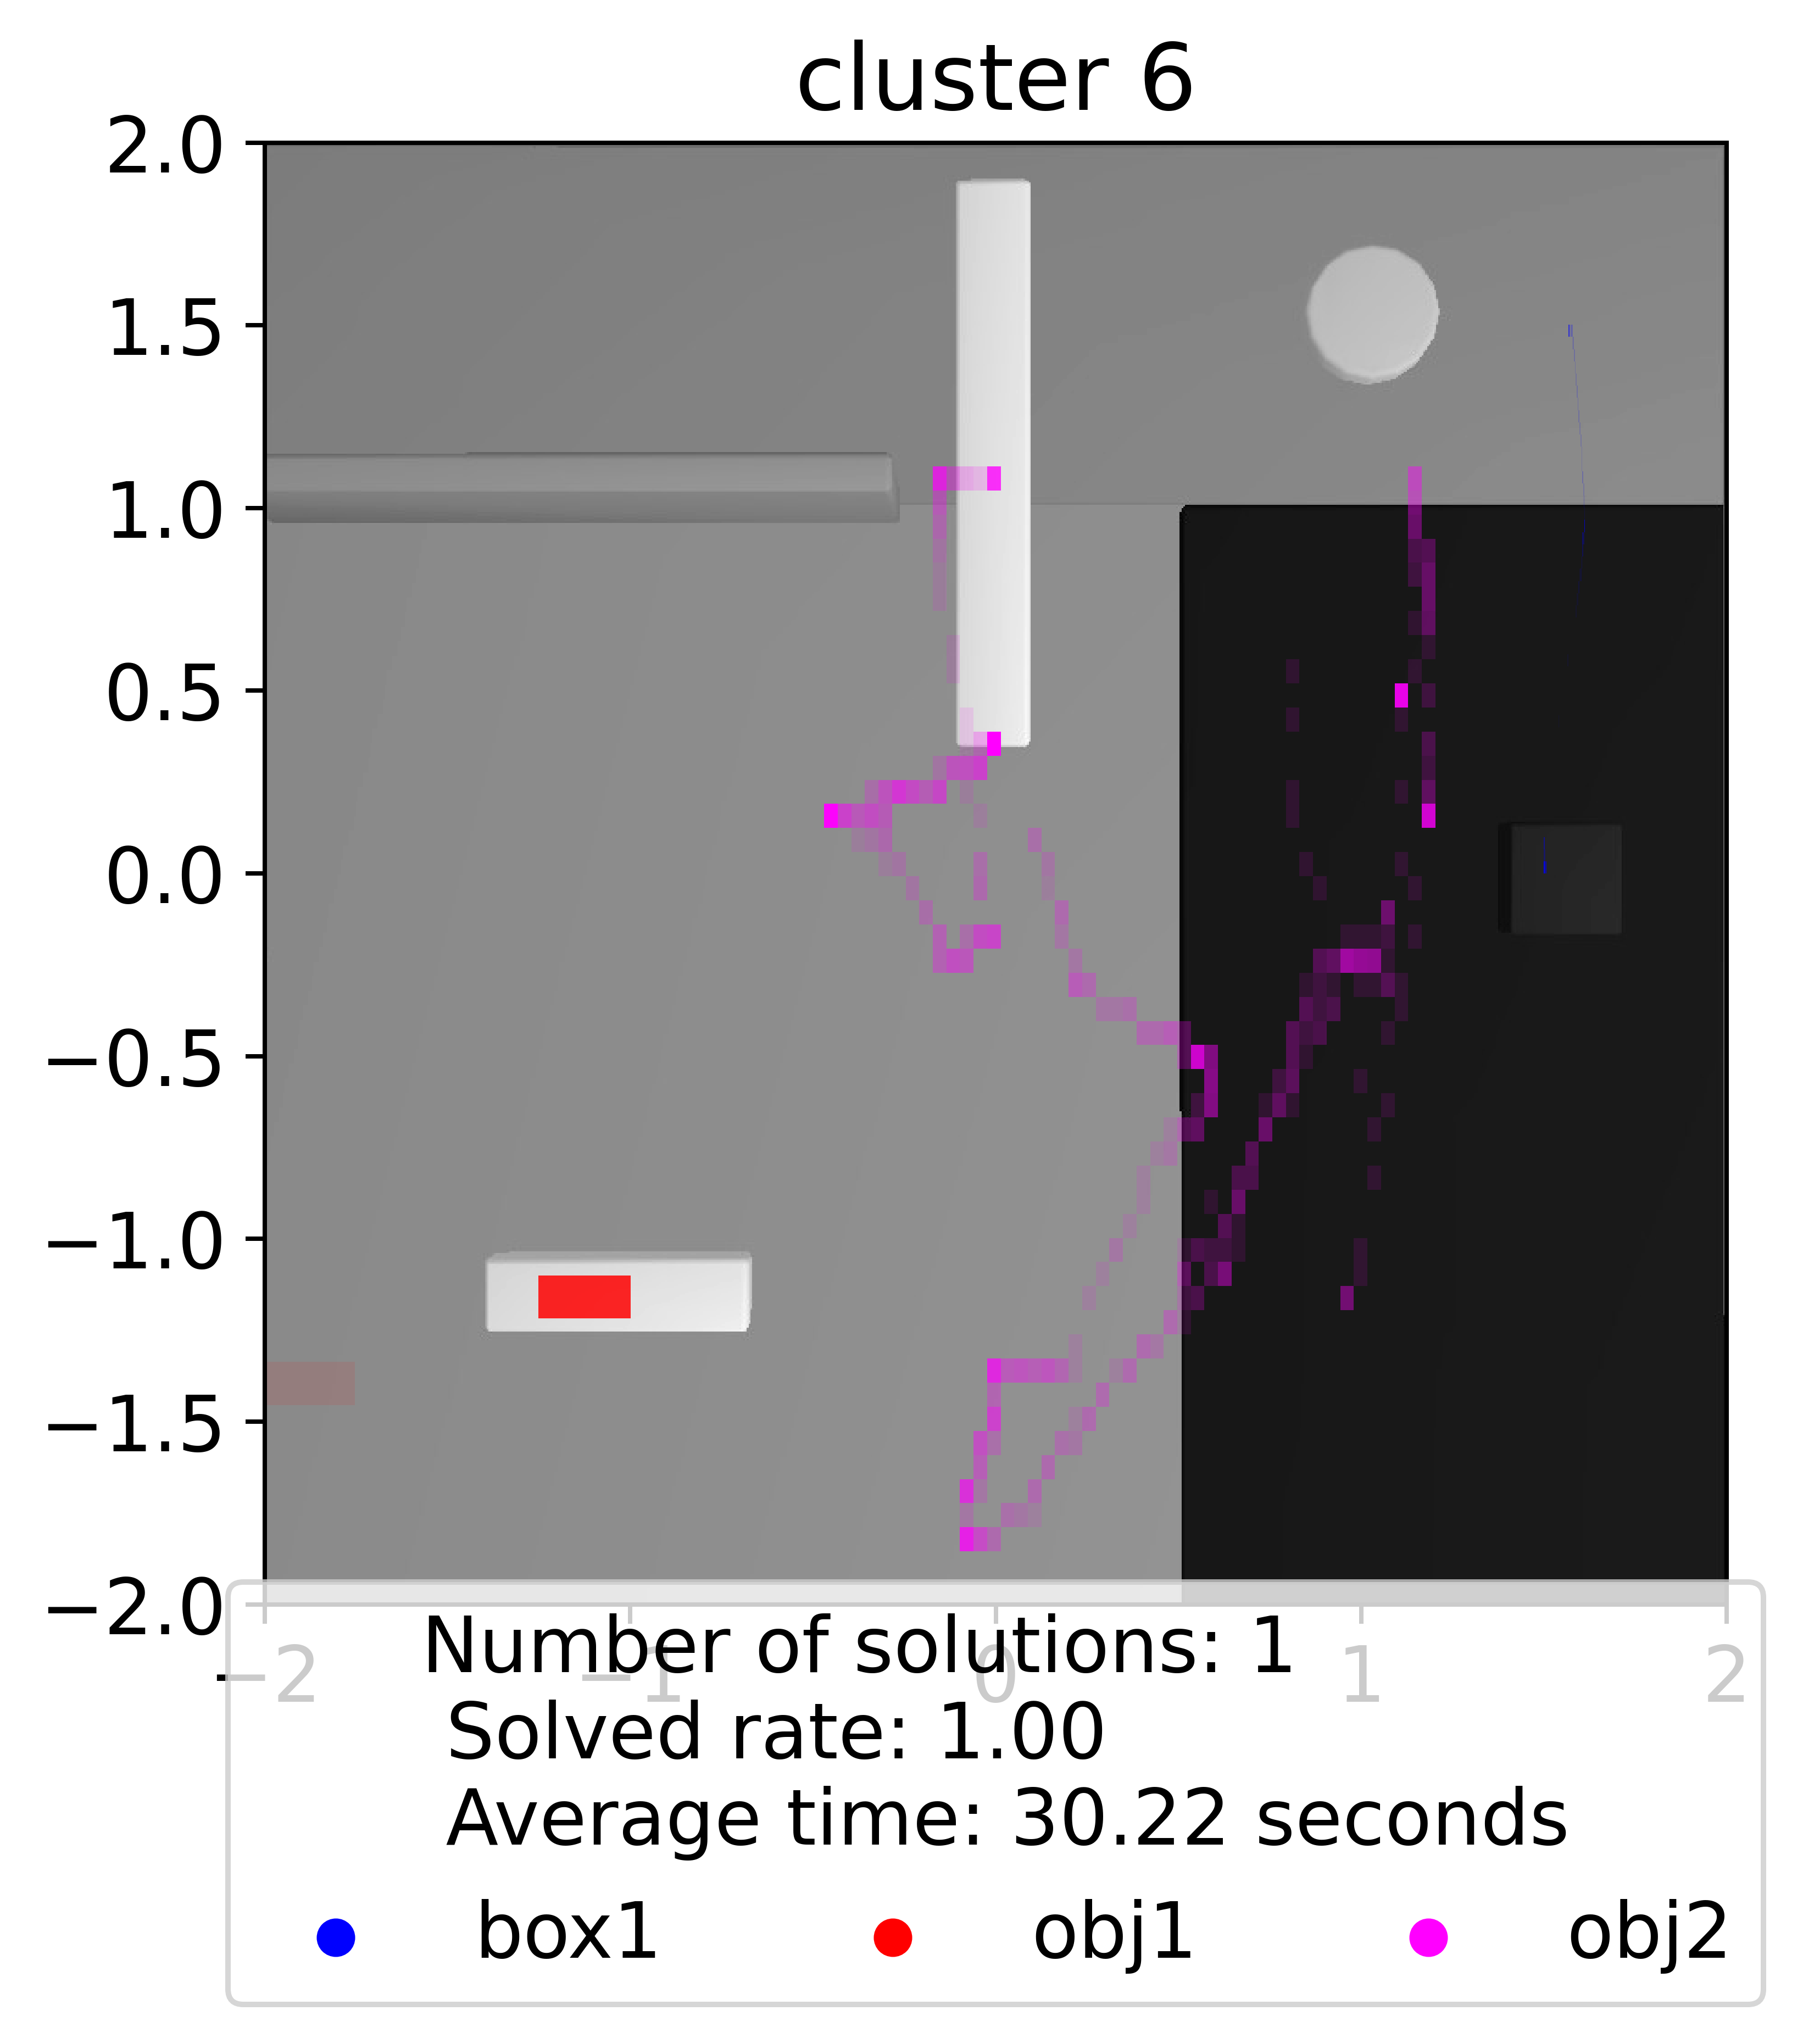 cluster 6
2.0
1.5
1.0
0.5
0.0
−0.5
−1.0
−1.5
−2.0
−2 −1 0 1 2
Number of solutions: 1
Solved rate: 1.00
Average time: 30.22 seconds
box1 obj1 obj2